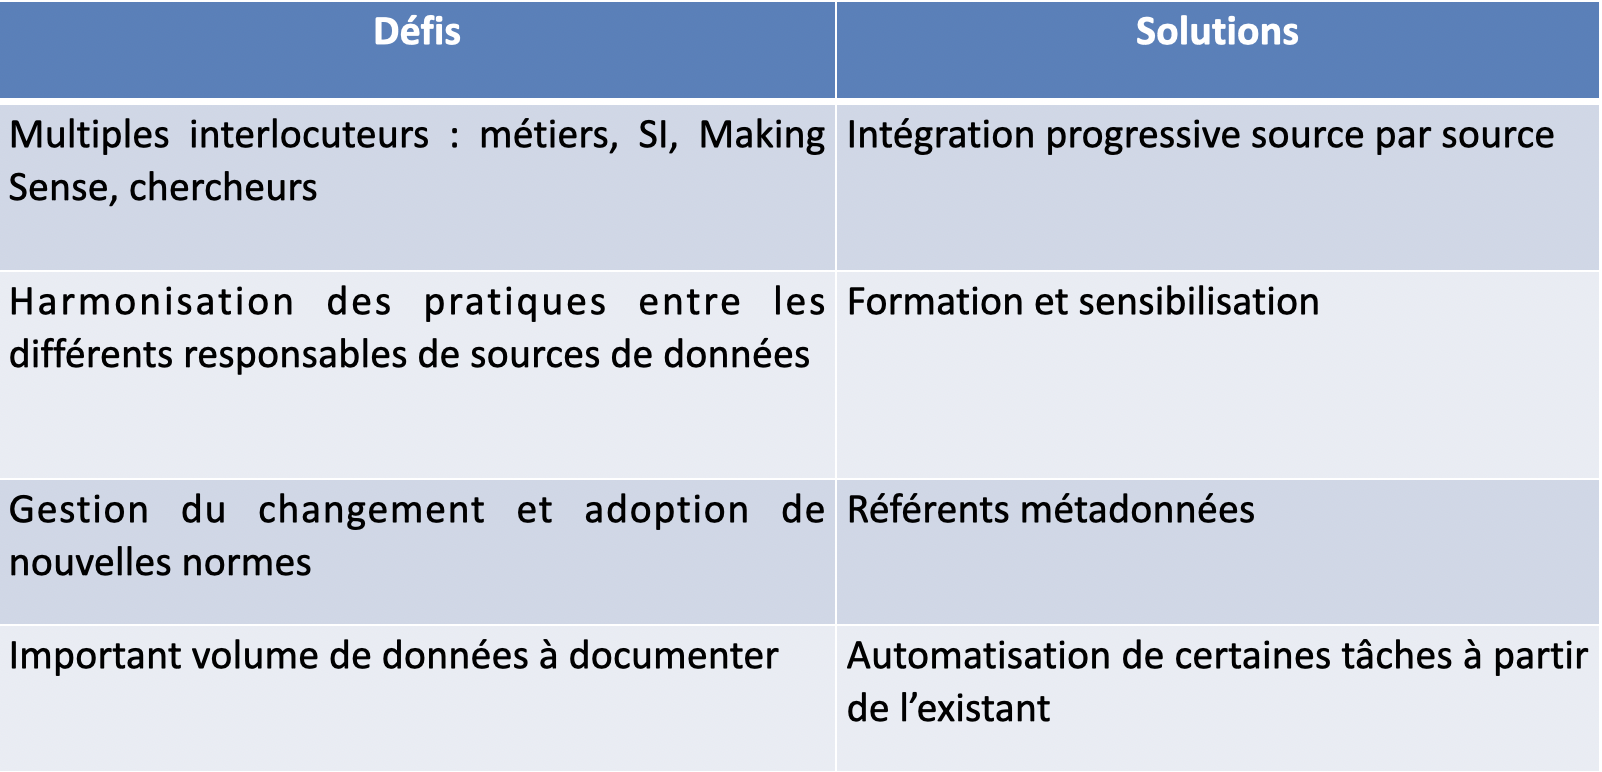 Défis
Solutions
Multiples interlocuteurs : métiers, SI, Making
Sense, chercheurs
Intégration progressive source par source
Harmonisation des pratiques entre les
différents responsables de sources de données
Formation et sensibilisation
Gestion du changement et adoption de
nouvelles normes
Référents métadonnées
Important volume de données à documenter
Automatisation de certaines tâches à partir
de l’existant